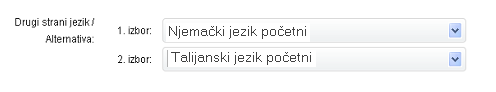 Drugi strani jezik /
Alternativa:
1. izbor: Njemački jezik početni
2. izbor: Talijanski jezik početni